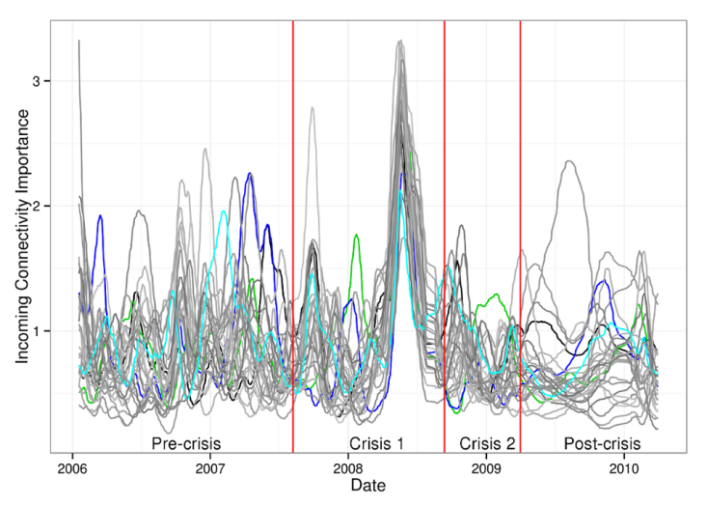 Incoming Connectivity Importance
3
2
1
Pre-crisis
Crisis 1
Crisis 2
Post-crisis
2006
2007
2008
2009
2010
Date